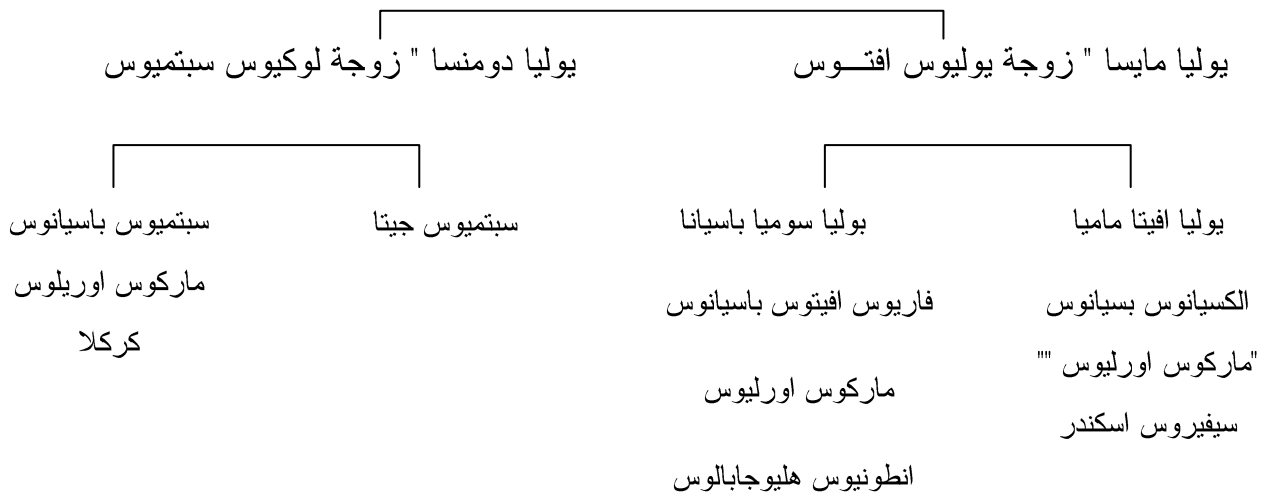 يوليا مايسا " زوجة يوليوس افتـــوس
يوليا دومنسا " زوجة لوكيوس سبتميوس
يوليا افيتا ماميا
بوليا سوميا باسيانا
سبتميوس جيتا
سبتميوس باسيانوس
الكسيانوس بسيانوس
فاريوس افيتوس باسيانوس
ماركوس اوريلوس
"ماركوس اورليوس ""
ماركوس اورليوس
كركلا
سيفيروس اسكندر
انطونيوس هليوجابالوس